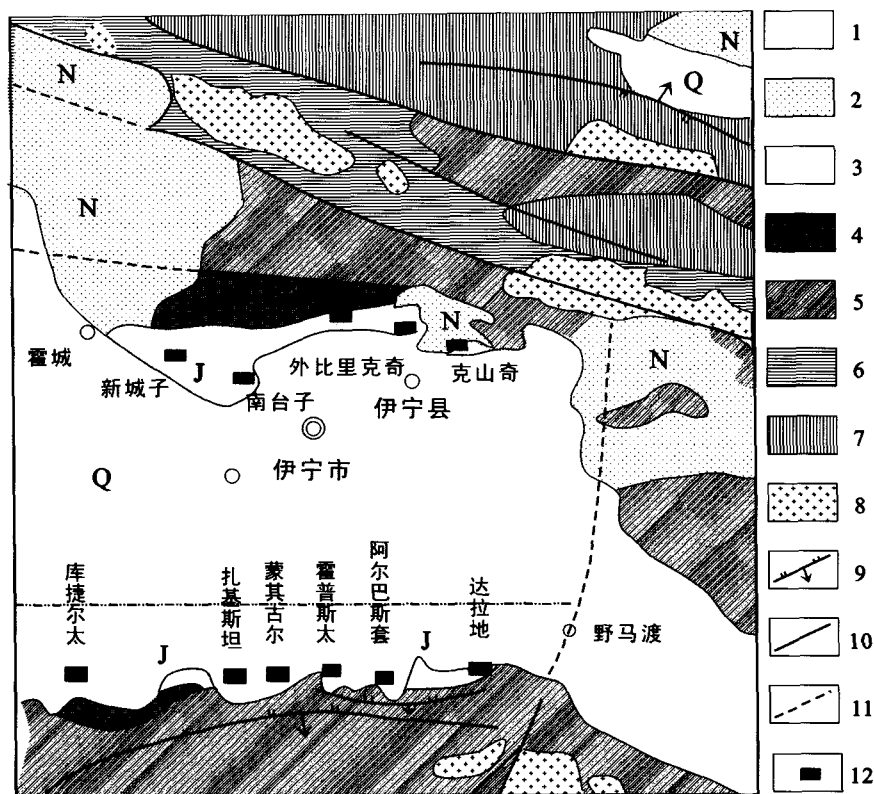 N
N
Q
N
N
N
霍城
新城子
J
南台子
外比里克奇
伊宁县
克山奇
伊宁市
Q
库捷尔太
扎基斯坦
蒙其古尔
霍普斯太
阿尔巴斯套
达拉地
J
J
野马渡
1
2
3
4
5
6
7
8
9
10
11
12